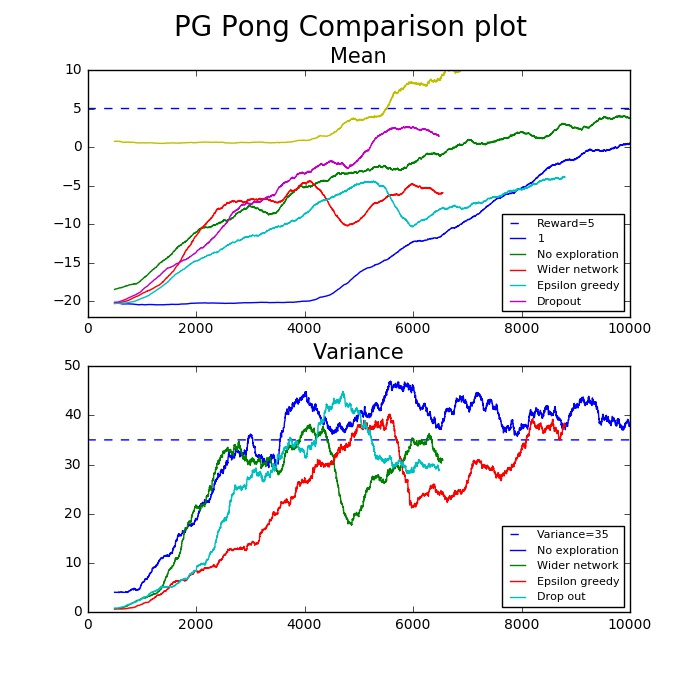 PG Pong Comparison plot
Mean
10
5
0
−5
−10
−15
−20
0 2000 4000 6000 8000 10000
Reward=5
1
No exploration
Wider network
Epsilon greedy
Dropout
Variance
50
40
30
20
10
0
0 2000 4000 6000 8000 10000
Variance=35
No exploration
Wider network
Epsilon greedy
Drop out